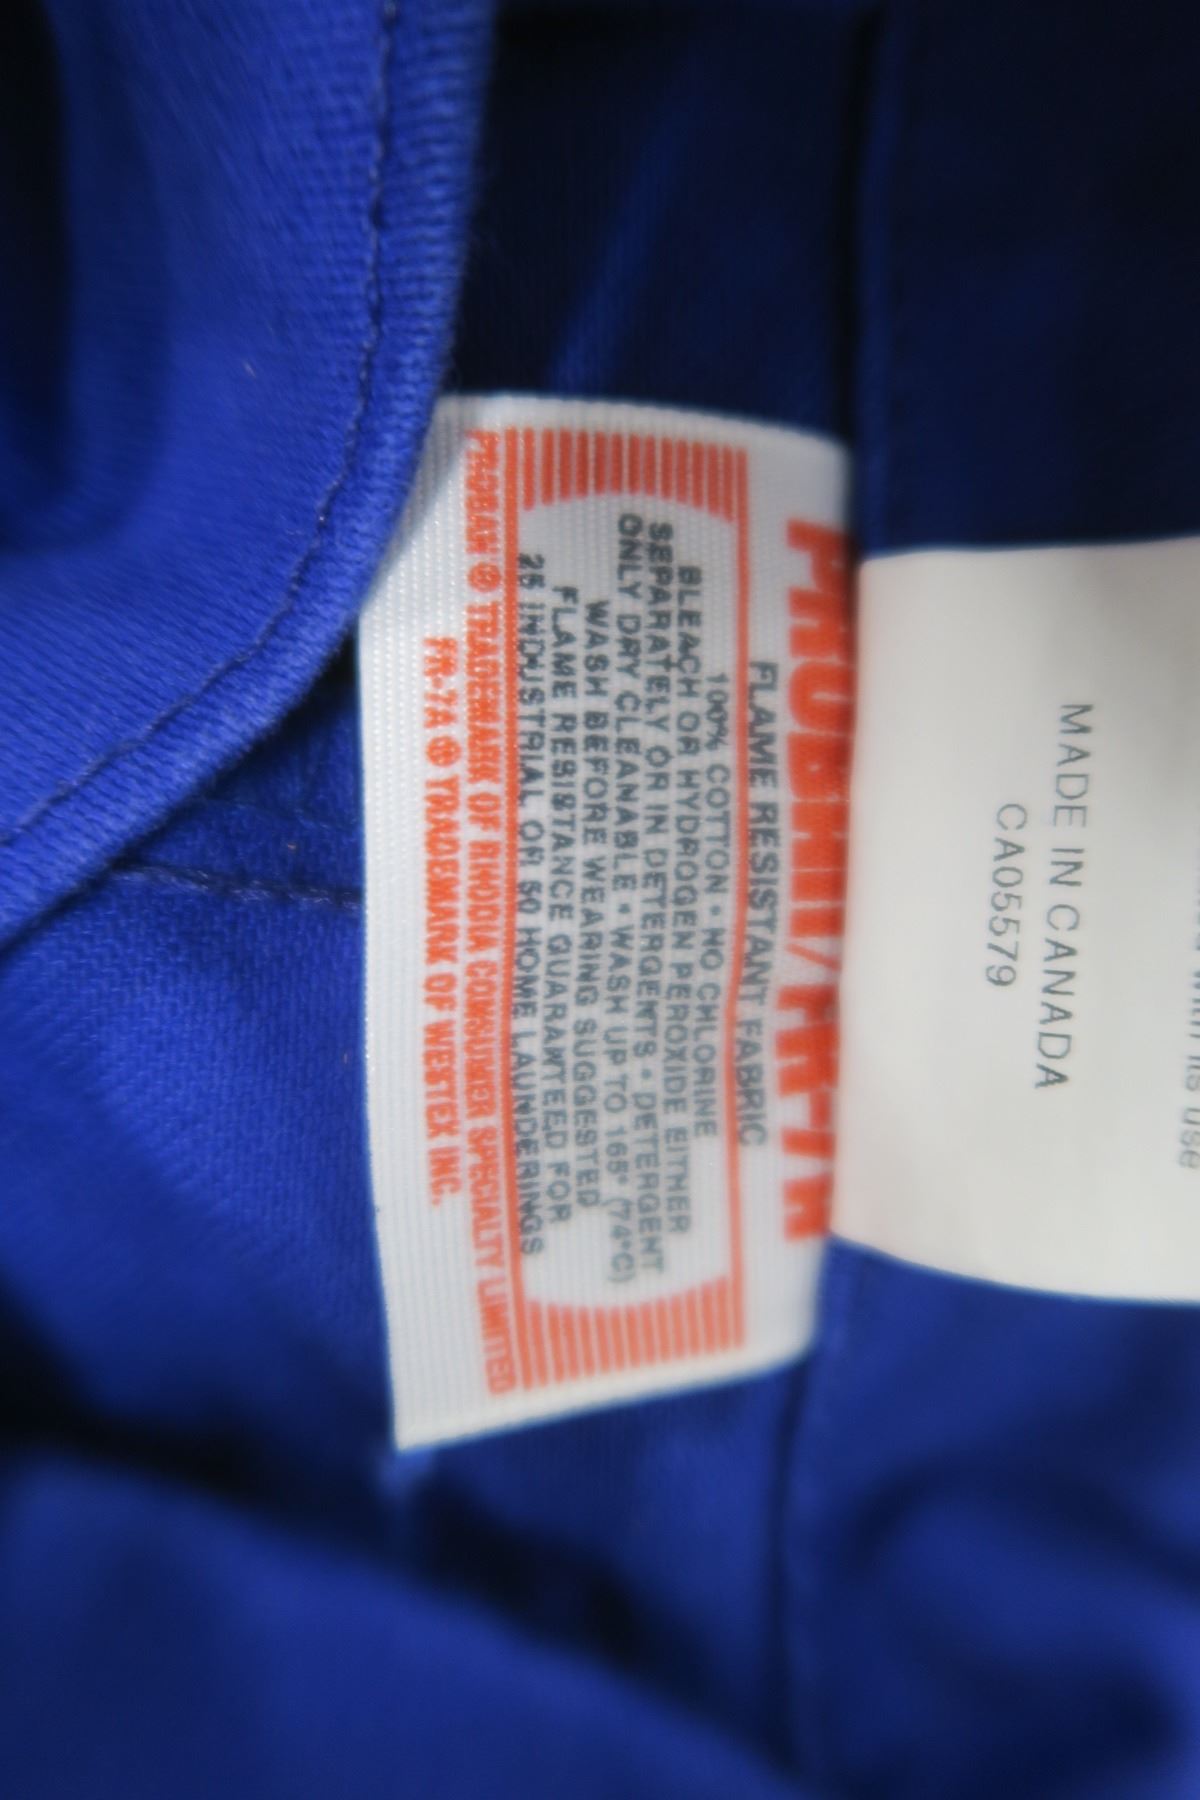 its use
MADE IN CANADA
CA05579
PROBAN/FR-7A
FLAME RESISTANT FABRIC
100% COTTON • NO CHLORINE
BLEACH OR HYDROGEN PEROXIDE EITHER
SEPARATELY OR IN DETERGENTS • DETERGENT
ONLY DRY CLEANABLE • WASH UP TO 165° (74°C)
WASH BEFORE WEARING SUGGESTED
FLAME RESISTANCE GUARANTEED FOR
25 INDUSTRIAL OR 50 HOME LAUNDERINGS
PROBAN ® TRADEMARK OF RHODIA CONSUMER SPECIALTY LIMITED
FR-7A ® TRADEMARK OF WESTEX INC.